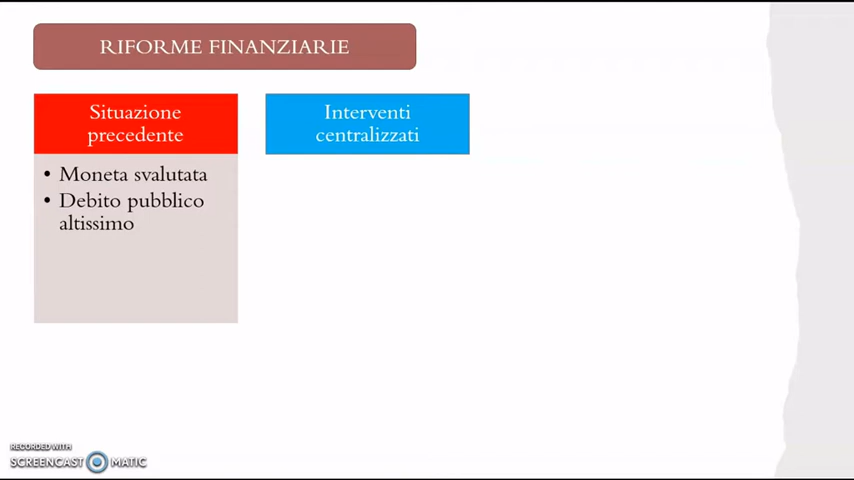 RIFORME FINANZIARIE
Situazione
precedente
• Moneta svalutata
• Debito pubblico
altissimo
Interventi
centralizzati
RECORDED WITH
SCREENCAST MATIC